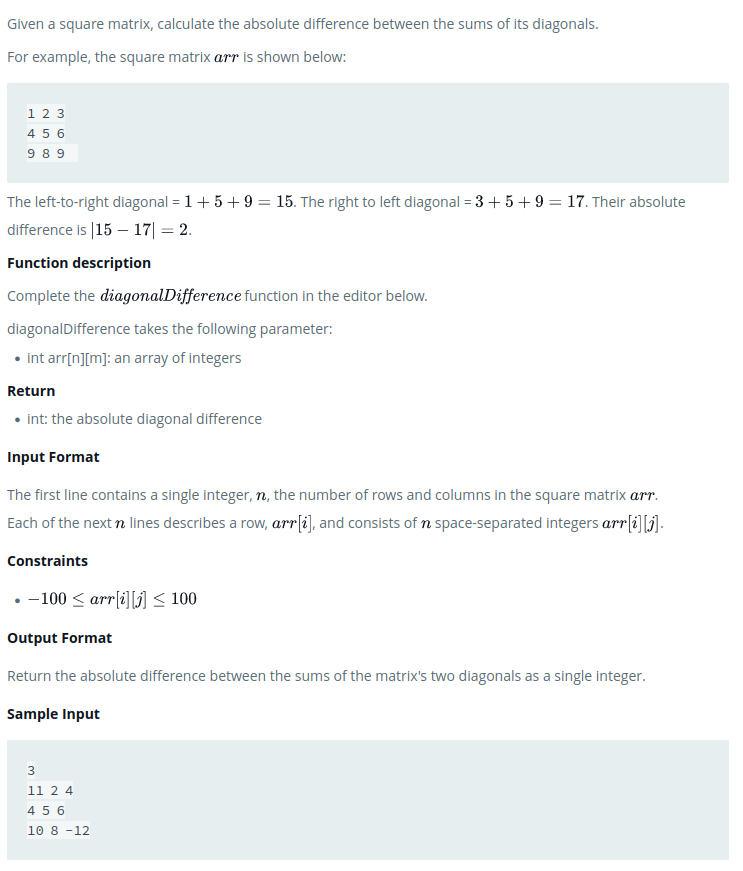 Given a square matrix, calculate the absolute difference between the sums of its diagonals.
For example, the square matrix arr is shown below:
1 2 3
4 5 6
9 8 9
The left-to-right diagonal = 1 + 5 + 9 = 15. The right to left diagonal = 3 + 5 + 9 = 17. Their absolute
difference is |15 − 17| = 2.
Function description
Complete the diagonalDifference function in the editor below.
diagonalDifference takes the following parameter:
• int arr[n][m]: an array of integers
Return
• int: the absolute diagonal difference
Input Format
The first line contains a single integer, n, the number of rows and columns in the square matrix arr.
Each of the next n lines describes a row, arr[i], and consists of n space-separated integers arr[i][j].
Constraints
• −100 ≤ arr[i][j] ≤ 100
Output Format
Return the absolute difference between the sums of the matrix's two diagonals as a single integer.
Sample Input
3
11 2 4
4 5 6
10 8 -12